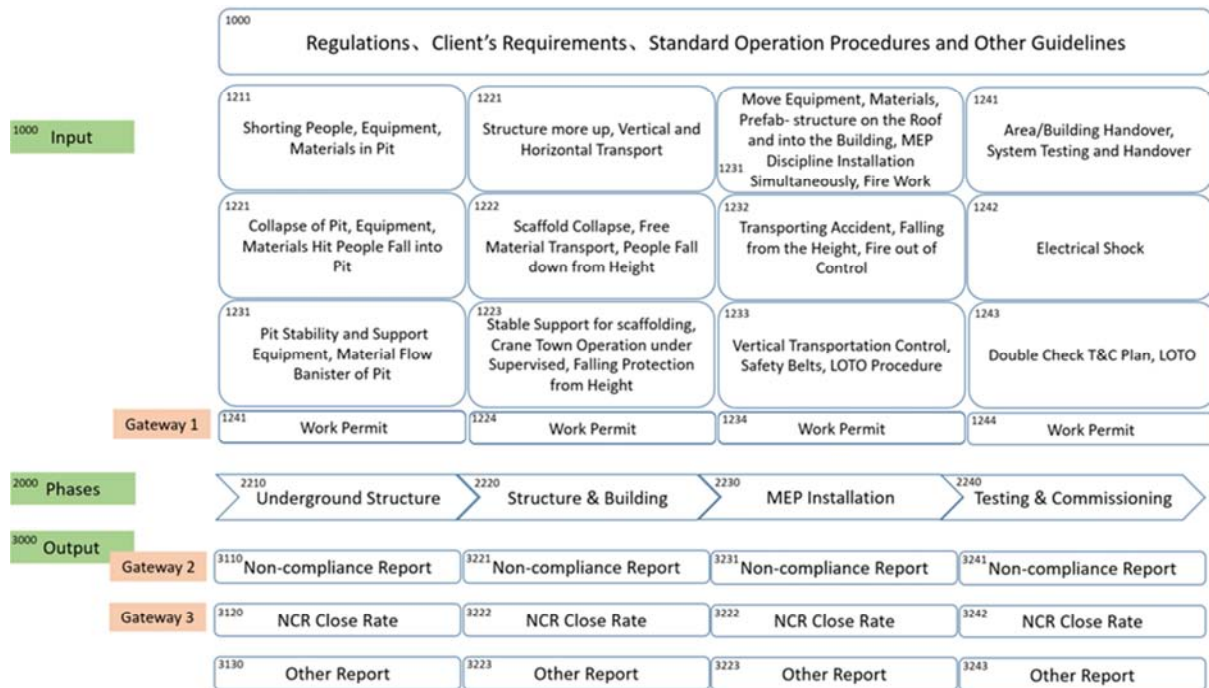 1000
Regulations、Client's Requirements、Standard Operation Procedures and Other Guidelines
1000 Input
1211
Shorting People, Equipment,
Materials in Pit
1221
Structure more up, Vertical and
Horizontal Transport
Move Equipment, Materials,
Prefab- structure on the Roof
and into the Building, MEP
Discipline Installation
1231
Simultaneously, Fire Work
1241
Area/Building Handover,
System Testing and Handover
1221
Collapse of Pit, Equipment,
Materials Hit People Fall into
Pit
1222
Scaffold Collapse, Free
Material Transport, People Fall
down from Height
1232
Transporting Accident, Falling
from the Height, Fire out of
Control
1242
Electrical Shock
1231
Pit Stability and Support
Equipment, Material Flow
Banister of Pit
1223
Stable Support for scaffolding,
Crane Town Operation under
Supervised, Falling Protection
from Height
1233
Vertical Transportation Control,
Safety Belts, LOTO Procedure
1243
Double Check T&C Plan, LOTO
Gateway 1
1241
Work Permit
1224
Work Permit
1234
Work Permit
1244
Work Permit
2000 Phases
2210
Underground Structure
2220
Structure & Building
2230
MEP Installation
2240
Testing & Commissioning
3000 Output
Gateway 2
3110 Non-compliance Report
3221 Non-compliance Report
3231 Non-compliance Report
3241 Non-compliance Report
Gateway 3
3120
NCR Close Rate
3222
NCR Close Rate
3222
NCR Close Rate
3242
NCR Close Rate
3130
Other Report
3223
Other Report
3223
Other Report
3243
Other Report